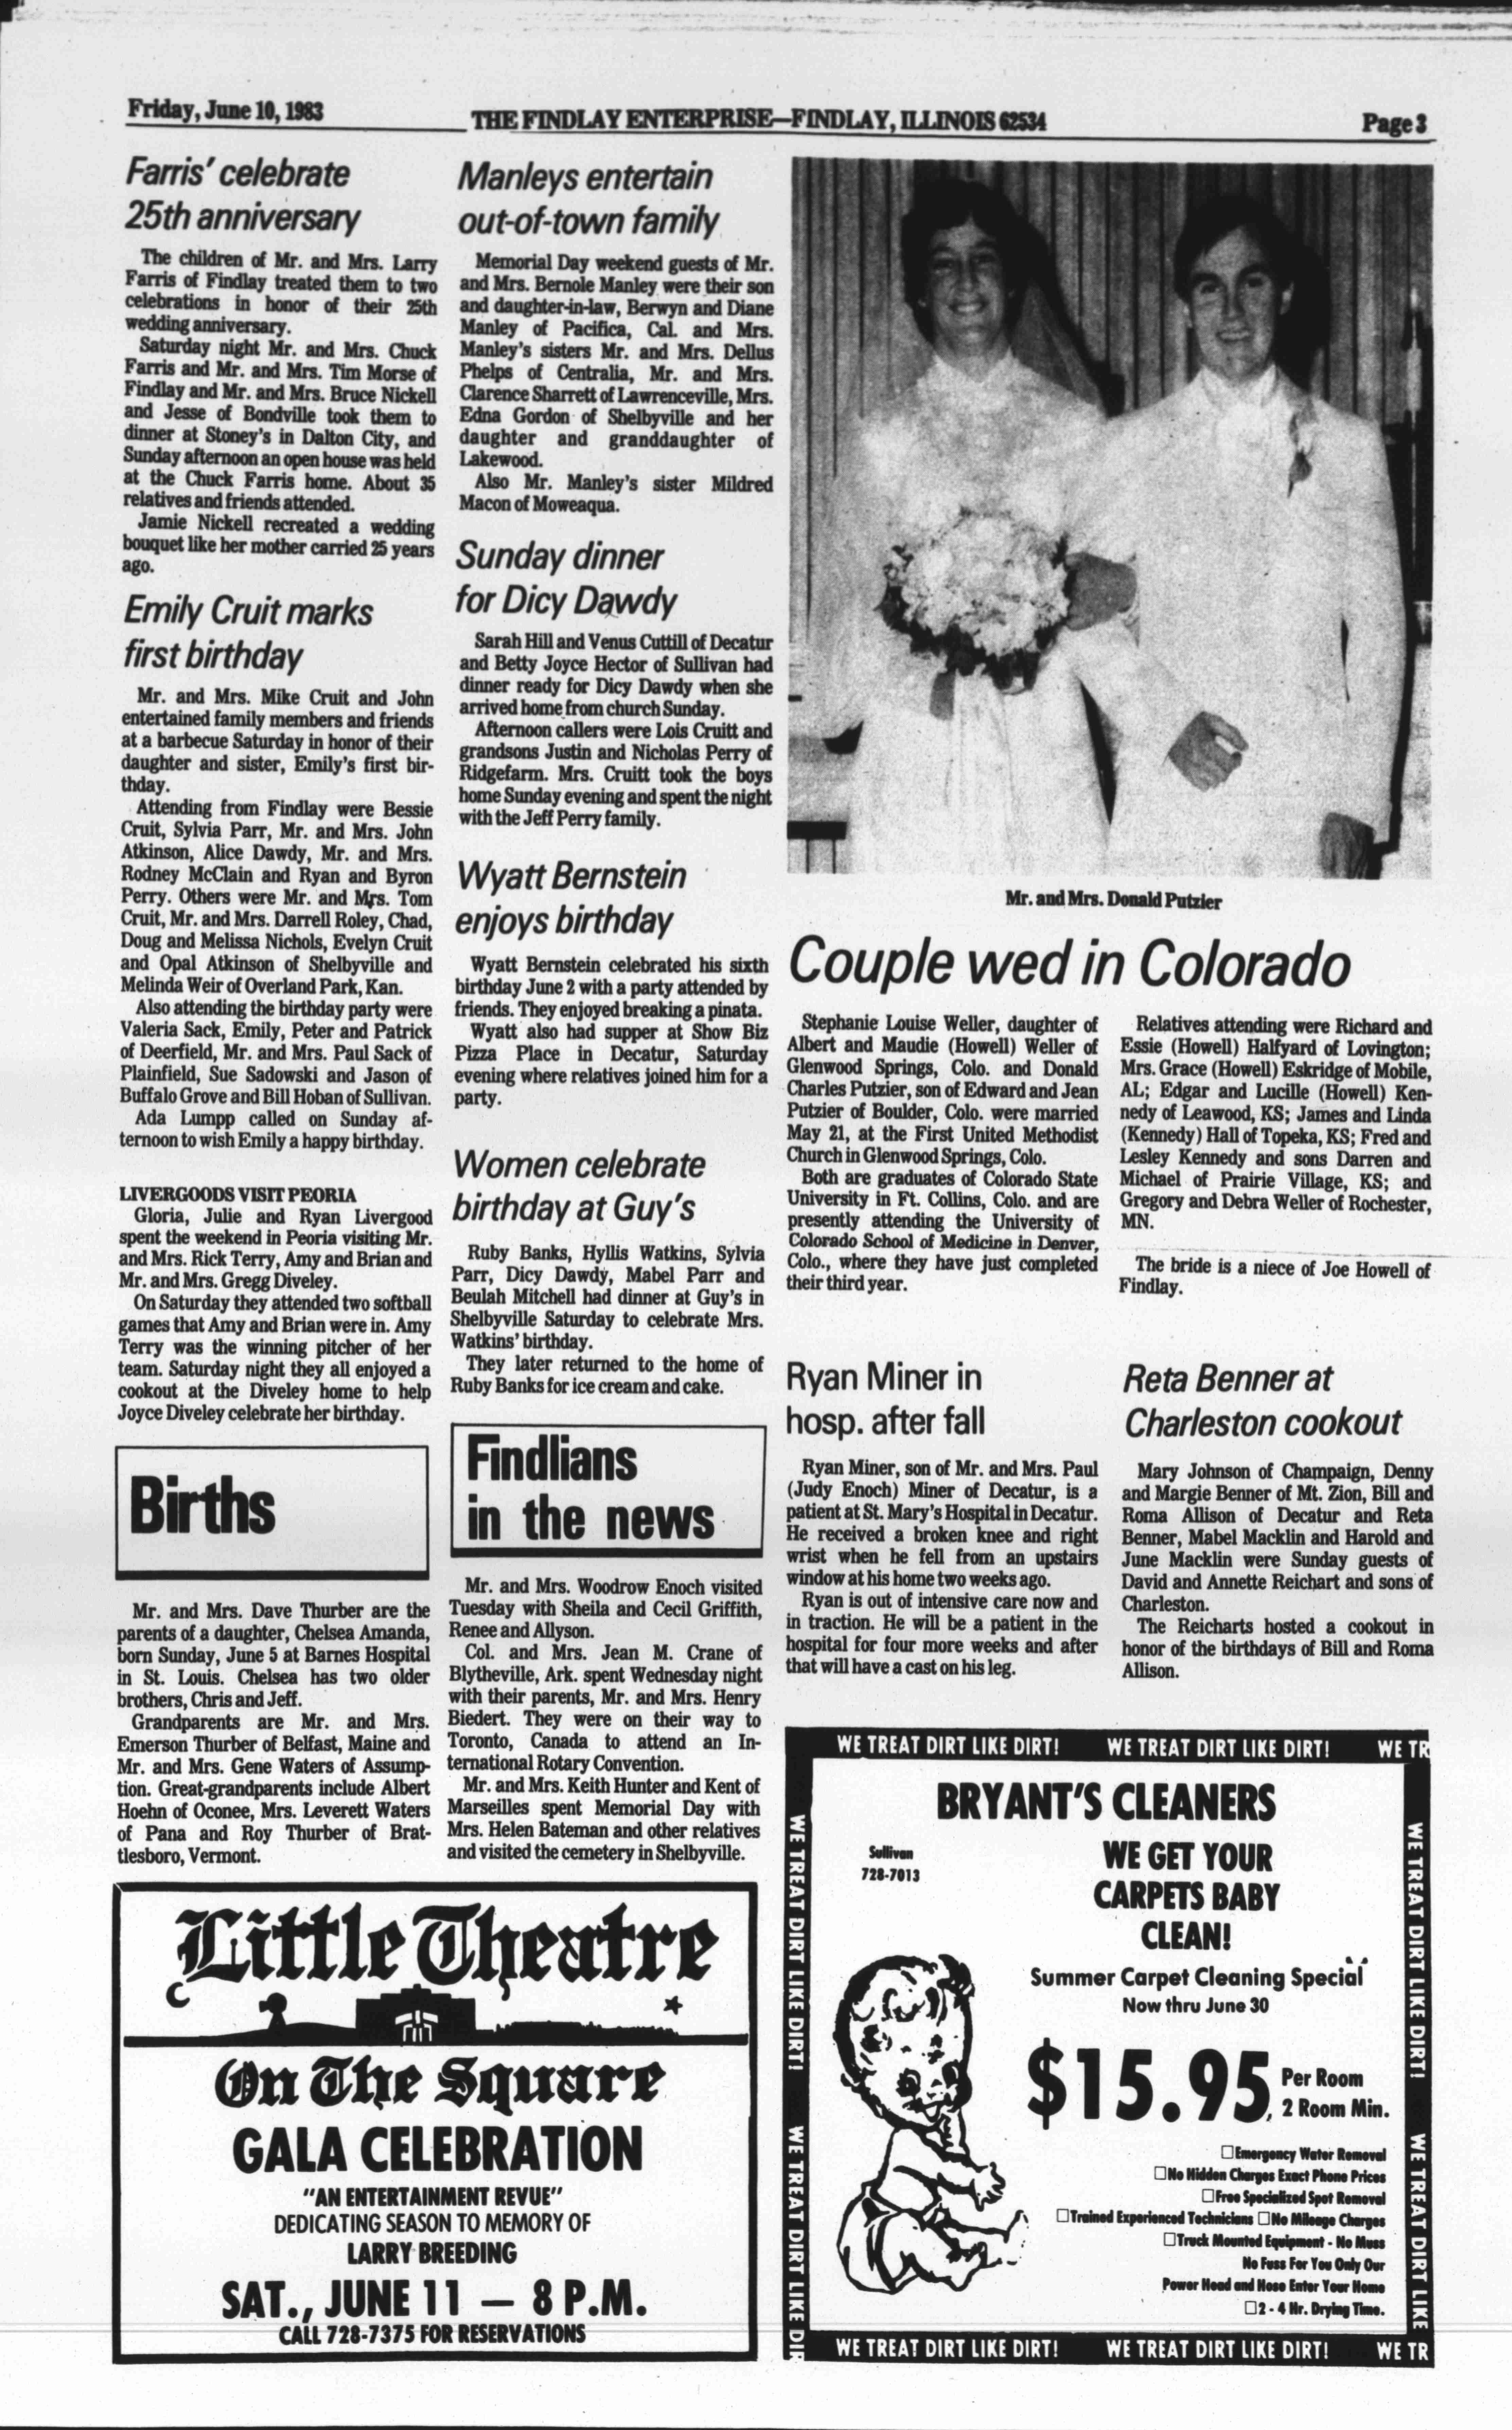 Friday, June 10, 1983
THE FINDLAY ENTERPRISE—FINDLAY, ILLINOIS 62534
Page 3
Farris' celebrate
25th anniversary
The children of Mr. and Mrs. Larry
Farris of Findlay treated them to two
celebrations in honor of their 25th
wedding anniversary.
Saturday night Mr. and Mrs. Chuck
Farris and Mr. and Mrs. Tim Morse of
Findlay and Mr. and Mrs. Bruce Nickell
and Jesse of Bondville took them to
dinner at Stoney's in Dalton City, and
Sunday afternoon an open house was held
at the Chuck Farris home. About 35
relatives and friends attended.
Jamie Nickell recreated a wedding
bouquet like her mother carried 25 years
ago.
Emily Cruit marks
first birthday
Mr. and Mrs. Mike Cruit and John
entertained family members and friends
at a barbecue Saturday in honor of their
daughter and sister, Emily's first bir-
thday.
Attending from Findlay were Bessie
Cruit, Sylvia Parr, Mr. and Mrs. John
Atkinson, Alice Dawdy, Mr. and Mrs.
Rodney McClain and Ryan and Byron
Perry. Others were Mr. and Mrs. Tom
Cruit, Mr. and Mrs. Darrell Roley, Chad,
Doug and Melissa Nichols, Evelyn Cruit
and Opal Atkinson of Shelbyville and
Melinda Weir of Overland Park, Kan.
Also attending the birthday party were
Valeria Sack, Emily, Peter and Patrick
of Deerfield, Mr. and Mrs. Paul Sack of
Plainfield, Sue Sadowski and Jason of
Buffalo Grove and Bill Hoban of Sullivan.
Ada Lumpp called on Sunday af-
ternoon to wish Emily a happy birthday.
LIVERGOODS VISIT PEORIA
Gloria, Julie and Ryan Livergood
spent the weekend in Peoria visiting Mr.
and Mrs. Rick Terry, Amy and Brian and
Mr. and Mrs. Gregg Diveley.
On Saturday they attended two softball
games that Amy and Brian were in. Amy
Terry was the winning pitcher of her
team. Saturday night they all enjoyed a
cookout at the Diveley home to help
Joyce Diveley celebrate her birthday.
Births
Mr. and Mrs. Dave Thurber are the
parents of a daughter, Chelsea Amanda,
born Sunday, June 5 at Barnes Hospital
in St. Louis. Chelsea has two older
brothers, Chris and Jeff.
Grandparents are Mr. and Mrs.
Emerson Thurber of Belfast, Maine and
Mr. and Mrs. Gene Waters of Assump-
tion. Great-grandparents include Albert
Hoehn of Oconee, Mrs. Leverett Waters
of Pana and Roy Thurber of Brat-
tlesboro, Vermont.
Manleys entertain
out-of-town family
Memorial Day weekend guests of Mr.
and Mrs. Bernole Manley were their son
and daughter-in-law, Berwyn and Diane
Manley of Pacifica, Cal. and Mrs.
Manley's sisters Mr. and Mrs. Dellus
Phelps of Centralia, Mr. and Mrs.
Clarence Sharrett of Lawrenceville, Mrs.
Edna Gordon of Shelbyville and her
daughter and granddaughter of
Lakewood.
Also Mr. Manley's sister Mildred
Macon of Moweaqua.
Sunday dinner
for Dicy Dawdy
Sarah Hill and Venus Cuttill of Decatur
and Betty Joyce Hector of Sullivan had
dinner ready for Dicy Dawdy when she
arrived home from church Sunday.
Afternoon callers were Lois Cruitt and
grandsons Justin and Nicholas Perry of
Ridgefarm. Mrs. Cruitt took the boys
home Sunday evening and spent the night
with the Jeff Perry family.
Wyatt Bernstein
enjoys birthday
Wyatt Bernstein celebrated his sixth
birthday June 2 with a party attended by
friends. They enjoyed breaking a pinata.
Wyatt also had supper at Show Biz
Pizza Place in Decatur, Saturday
evening where relatives joined him for a
party.
Women celebrate
birthday at Guy's
Ruby Banks, Hyllis Watkins, Sylvia
Parr, Dicy Dawdy, Mabel Parr and
Beulah Mitchell had dinner at Guy's in
Shelbyville Saturday to celebrate Mrs.
Watkins' birthday.
They later returned to the home of
Ruby Banks for ice cream and cake.
Findlians
in the news
Mr. and Mrs. Woodrow Enoch visited
Tuesday with Sheila and Cecil Griffith,
Renee and Allyson.
Col. and Mrs. Jean M. Crane of
Blytheville, Ark. spent Wednesday night
with their parents, Mr. and Mrs. Henry
Biedert. They were on their way to
Toronto, Canada to attend an In-
ternational Rotary Convention.
Mr. and Mrs. Keith Hunter and Kent of
Marseilles spent Memorial Day with
Mrs. Helen Bateman and other relatives
and visited the cemetery in Shelbyville.
Mr. and Mrs. Donald Putzier
Couple wed in Colorado
Stephanie Louise Weller, daughter of
Albert and Maudie (Howell) Weller of
Glenwood Springs, Colo. and Donald
Charles Putzier, son of Edward and Jean
Putzier of Boulder, Colo. were married
May 21, at the First United Methodist
Church in Glenwood Springs, Colo.
Both are graduates of Colorado State
University in Ft. Collins, Colo. and are
presently attending the University of
Colorado School of Medicine in Denver,
Colo., where they have just completed
their third year.
Relatives attending were Richard and
Essie (Howell) Halfyard of Lovington;
Mrs. Grace (Howell) Eskridge of Mobile,
AL; Edgar and Lucille (Howell) Ken-
nedy of Leawood, KS; James and Linda
(Kennedy) Hall of Topeka, KS; Fred and
Lesley Kennedy and sons Darren and
Michael of Prairie Village, KS; and
Gregory and Debra Weller of Rochester,
MN.
The bride is a niece of Joe Howell of
Findlay.
Ryan Miner in
hosp. after fall
Ryan Miner, son of Mr. and Mrs. Paul
(Judy Enoch) Miner of Decatur, is a
patient at St. Mary's Hospital in Decatur.
He received a broken knee and right
wrist when he fell from an upstairs
window at his home two weeks ago.
Ryan is out of intensive care now and
in traction. He will be a patient in the
hospital for four more weeks and after
that will have a cast on his leg.
Reta Benner at
Charleston cookout
Mary Johnson of Champaign, Denny
and Margie Benner of Mt. Zion, Bill and
Roma Allison of Decatur and Reta
Benner, Mabel Macklin and Harold and
June Macklin were Sunday guests of
David and Annette Reichart and sons of
Charleston.
The Reicharts hosted a cookout in
honor of the birthdays of Bill and Roma
Allison.
Little Theatre
On The Square
GALA CELEBRATION
"AN ENTERTAINMENT REVUE"
DEDICATING SEASON TO MEMORY OF
LARRY BREEDING
SAT., JUNE 11 — 8 P.M.
CALL 728-7375 FOR RESERVATIONS
WE TREAT DIRT LIKE DIRT! WE TREAT DIRT LIKE DIRT! WE TR
WE TREAT DIRT LIKE DIRT! WE TREAT DIRT LIKE DIR
BRYANT'S CLEANERS
Sullivan
728-7013
WE GET YOUR
CARPETS BABY
CLEAN!
Summer Carpet Cleaning Special
Now thru June 30
$15.95, Per Room
2 Room Min.
□Emergency Water Removal
□No Hidden Charges Exact Phone Prices
□Free Specialized Spot Removal
□Trained Experienced Technicians □No Mileage Charges
□Truck Mounted Equipment - No Muss
No Fuss For You Only Our
Power Head and Hose Enter Your Home
□2 - 4 Hr. Drying Time.
WE TREAT DIRT LIKE DIRT! WE TREAT DIRT LIKE
WE TREAT DIRT LIKE DIRT! WE TREAT DIRT LIKE DIRT! WE TR